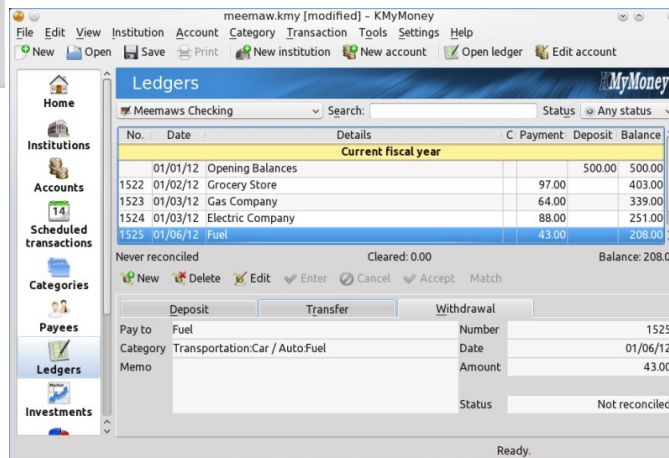 meemaw.kmy [modified] – KMyMoney
File Edit View Institution Account Category Transaction Tools Settings Help
New Open Save Print New institution New account Open ledger Edit account
Home
Institutions
Accounts
14
Scheduled transactions
Categories
Payees
Ledgers
Investments
Ledgers
KMyMoney
Meemaws Checking Search: Status Any status
No. Date Details C Payment Deposit Balance
Current fiscal year
01/01/12 Opening Balances 500.00 500.00
1522 01/02/12 Grocery Store 97.00 403.00
1523 01/03/12 Gas Company 64.00 339.00
1524 01/03/12 Electric Company 88.00 251.00
1525 01/06/12 Fuel 43.00 208.00
Never reconciled Cleared: 0.00 Balance: 208.0
New Delete Edit Enter Cancel Accept Match
Deposit Transfer Withdrawal
Pay to Fuel Number 1525
Category Transportation:Car / Auto:Fuel Date 01/06/12
Memo Amount 43.00
Status Not reconciled
Ready.